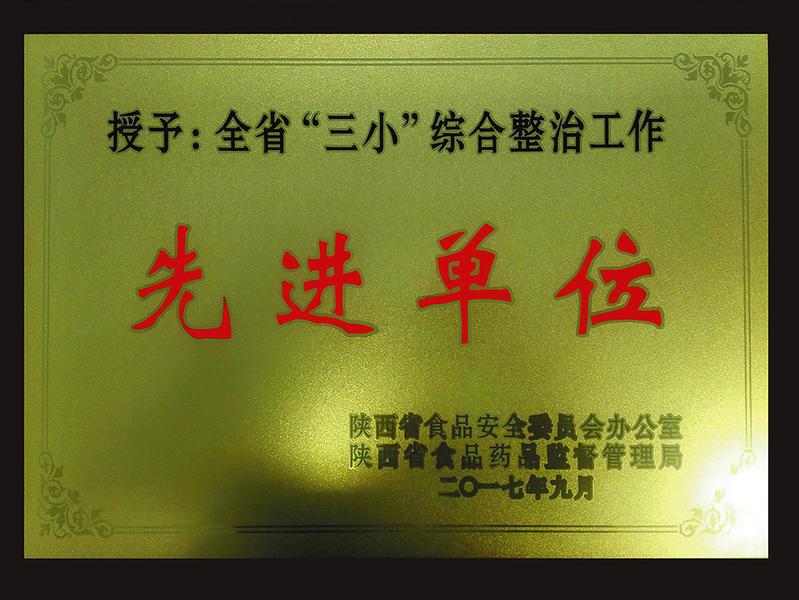 授予：全省“三小”综合整治工作
先进单位
陕西省食品安全委员会办公室
陕西省食品药品监督管理局
二〇一七年九月